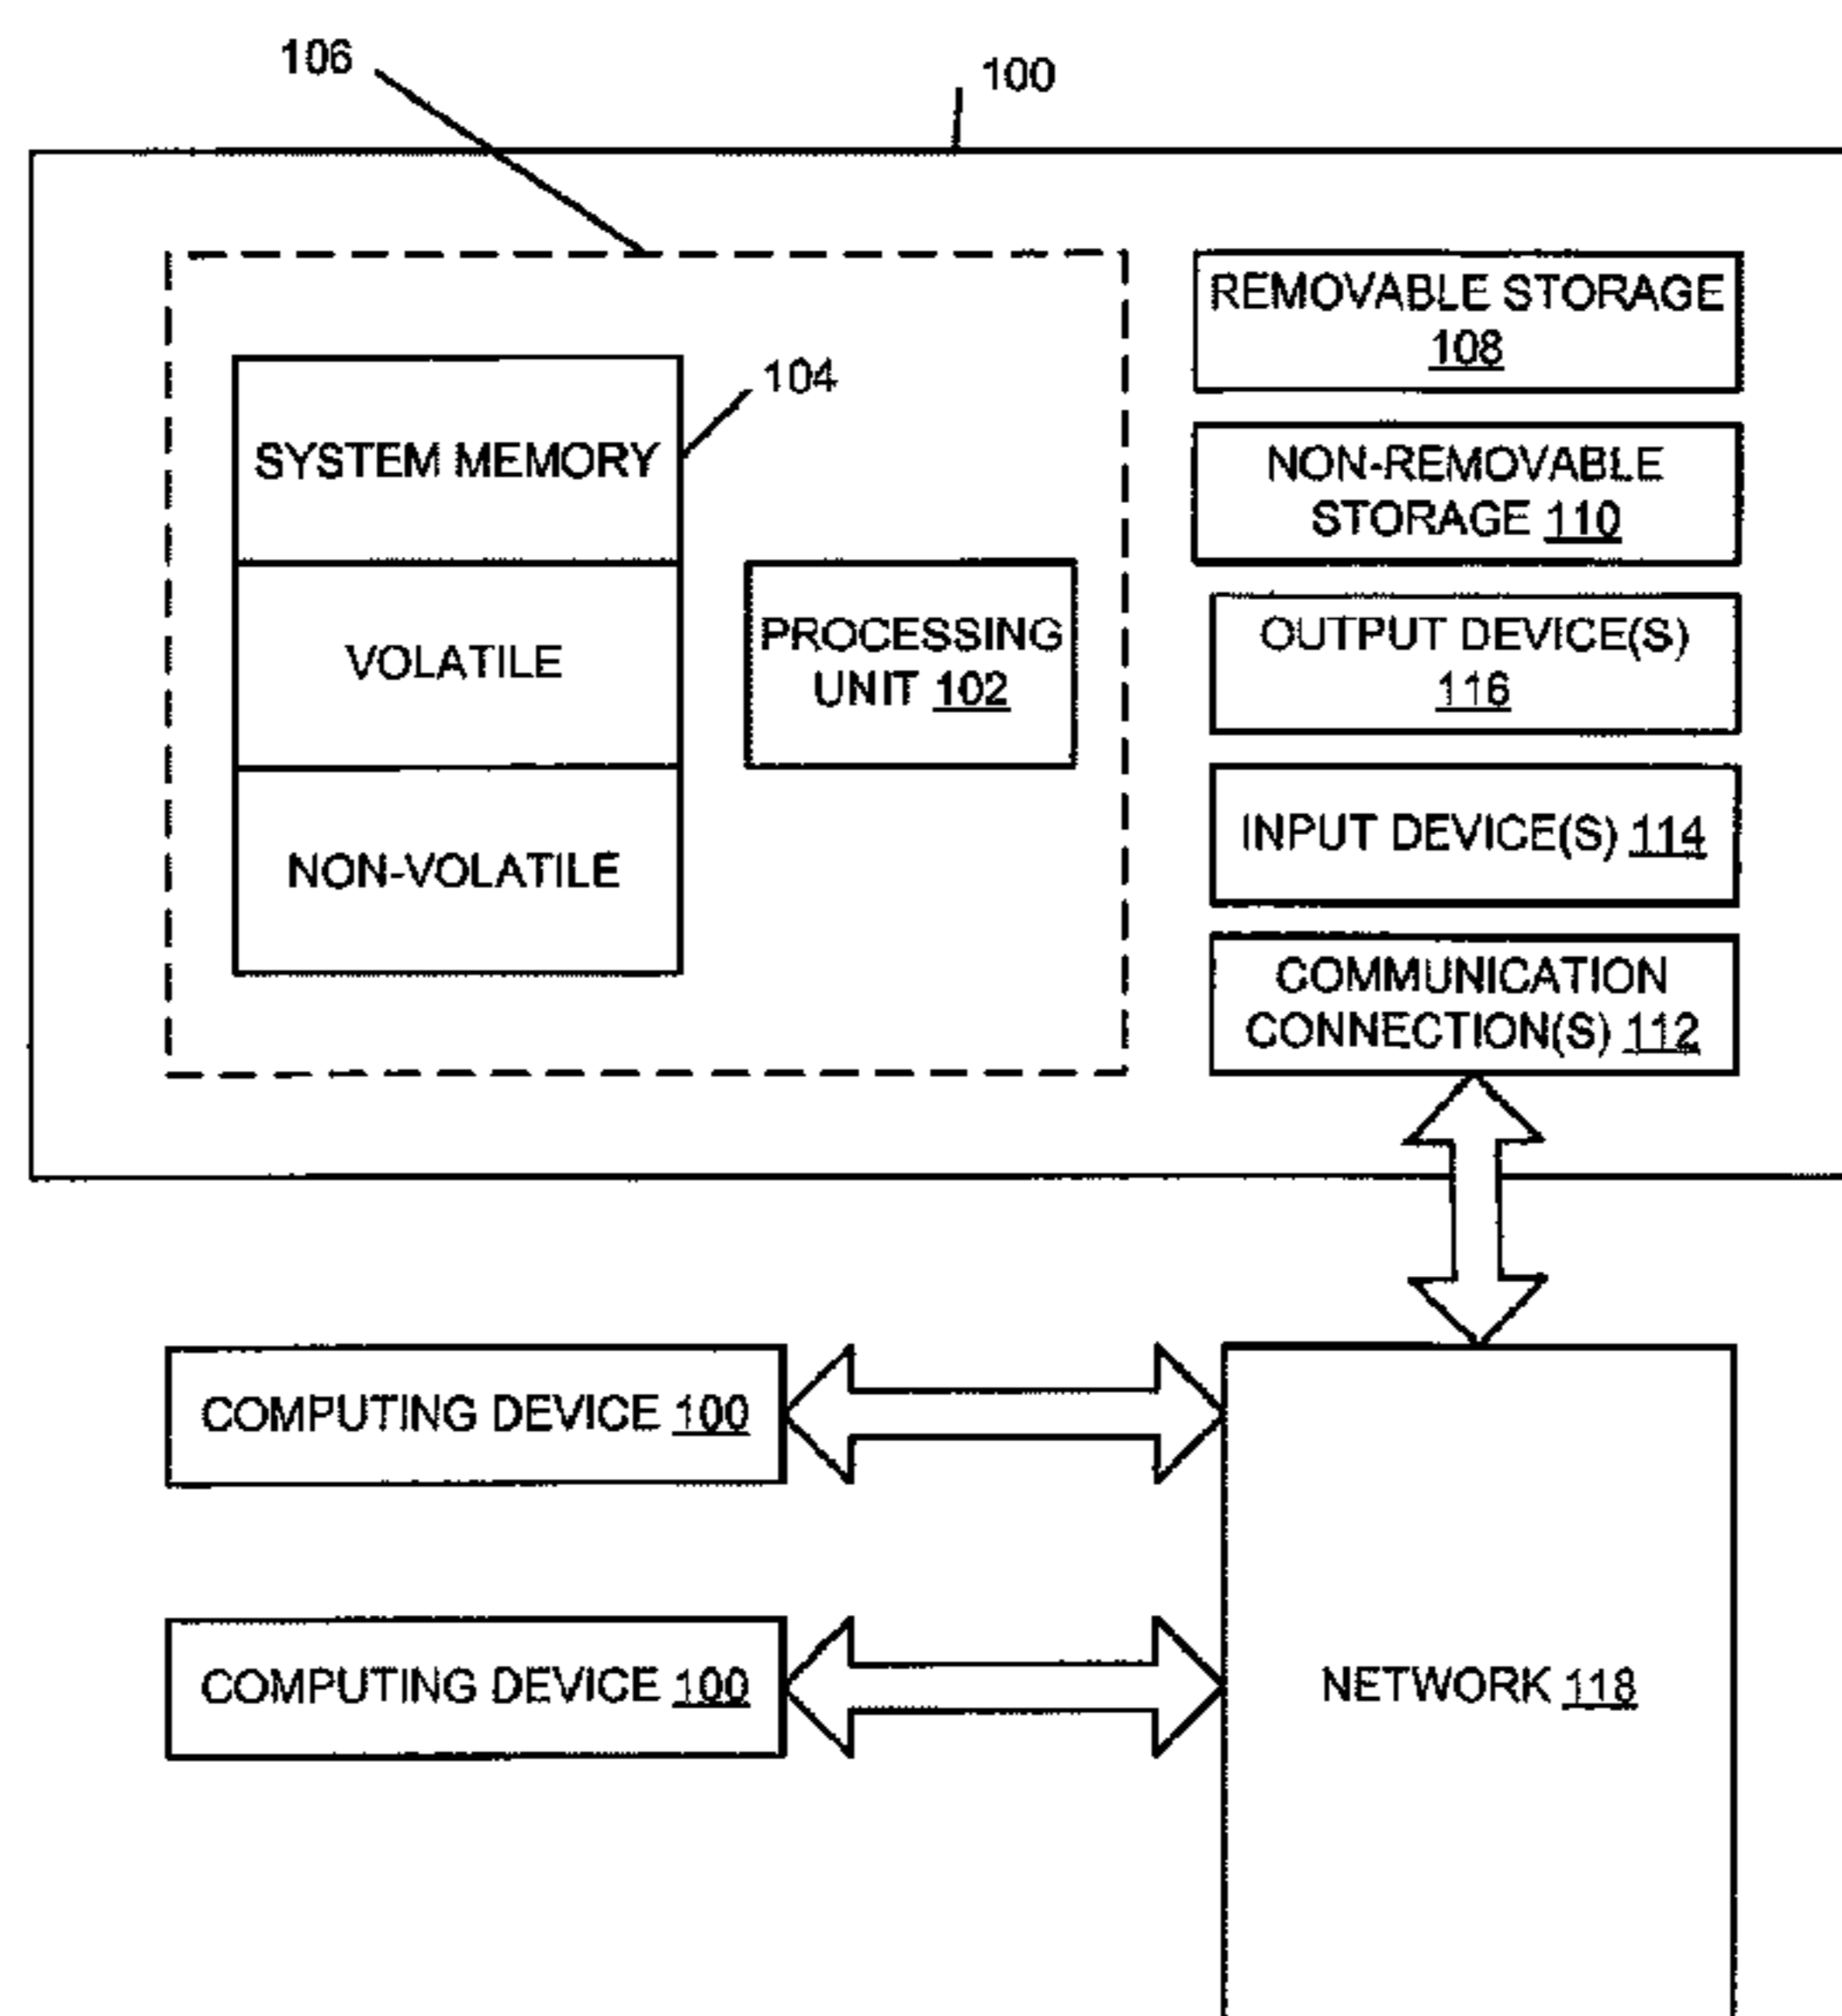 106
100
REMOVABLE STORAGE
108
104
SYSTEM MEMORY
NON-REMOVABLE
STORAGE 110
VOLATILE
PROCESSING
UNIT 102
OUTPUT DEVICE(S)
116
NON-VOLATILE
INPUT DEVICE(S) 114
COMMUNICATION
CONNECTION(S) 112
COMPUTING DEVICE 100
COMPUTING DEVICE 100
NETWORK 118